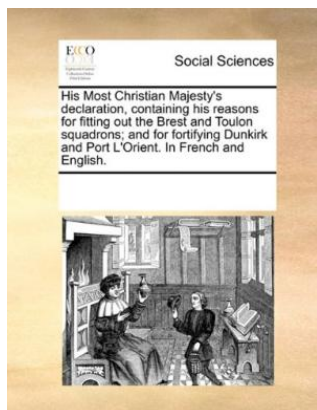 ECCO
Social Sciences
His Most Christian Majesty's
declaration, containing his reasons
for fitting out the Brest and Toulon
squadrons; and for fortifying Dunkirk
and Port L'Orient. In French and
English.